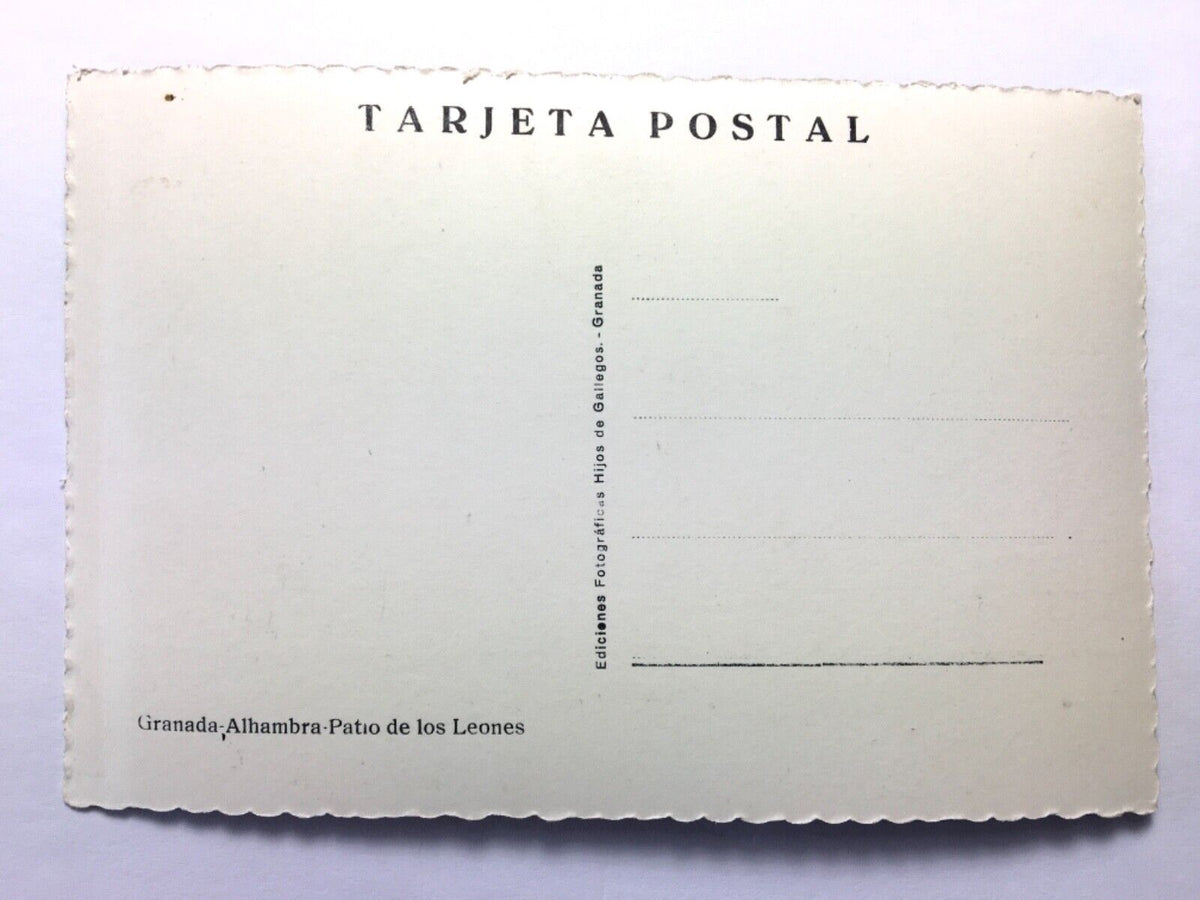 TARJETA POSTAL
Ediciones Fotográficas Hijos de Gallegos. - Granada
Granada-Alhambra-Patio de los Leones